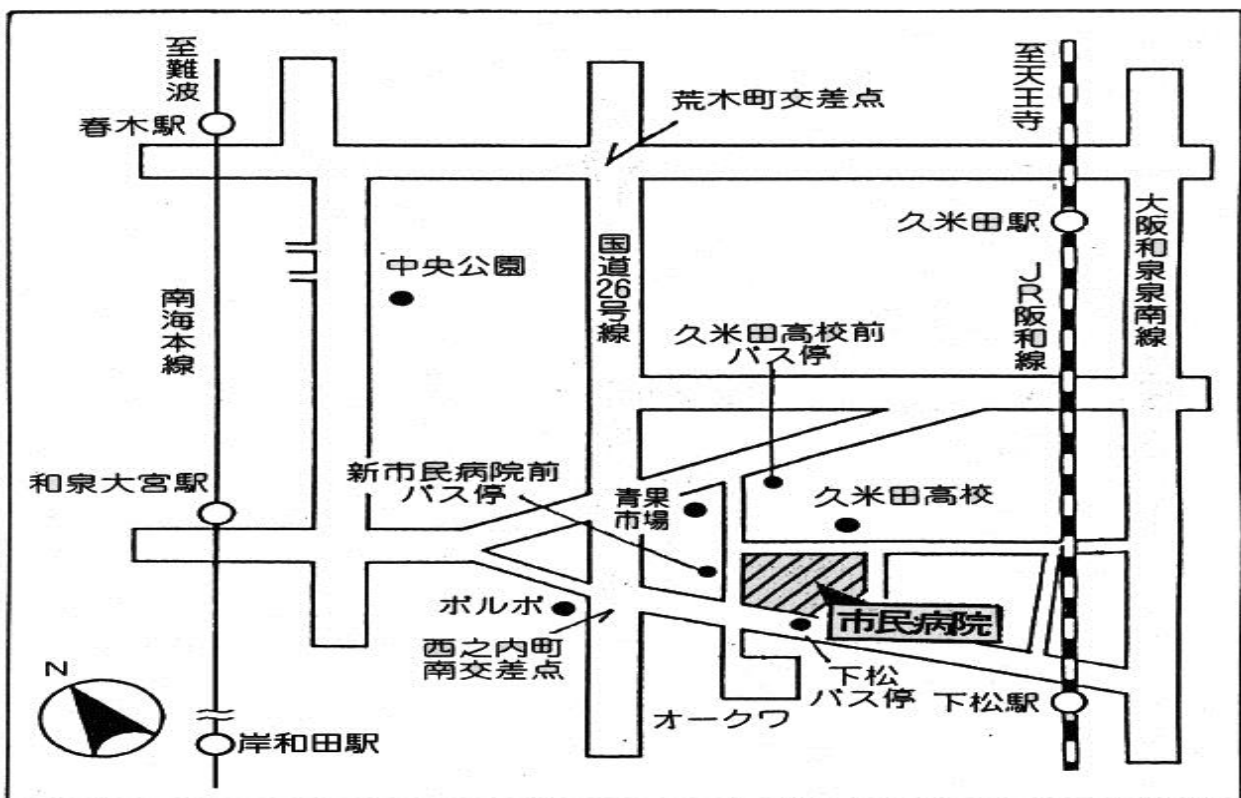 至難波
春木駅
荒木町交差点
至天王寺
久米田駅
大阪和泉泉南線
中央公園
国道26号線
南海本線
JR阪和線
久米田高校前
バス停
和泉大宮駅
新市民病院前
バス停
青果
市場
久米田高校
ボルボ
市民病院
西之内町
南交差点
下松
バス停
下松駅
オークワ
N
岸和田駅